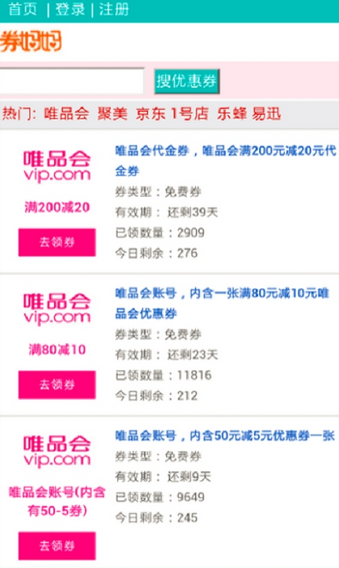 首页 | 登录 | 注册
券妈妈
搜优惠券
热门: 唯品会 聚美 京东 1号店 乐蜂 易迅
唯品会
vip.com
满200减20
去领券
唯品会代金券，唯品会满200元减20元代
金券
券类型：免费券
有效期： 还剩39天
已领数量：2909
今日剩余：276
唯品会
vip.com
满80减10
去领券
唯品会账号，内含一张满80元减10元唯
品会优惠券
券类型：免费券
有效期： 还剩23天
已领数量：11816
今日剩余：212
唯品会
vip.com
唯品会账号(内含
有50-5券)
去领券
唯品会账号，内含50元减5元优惠券一张
券类型：免费券
有效期： 还剩9天
已领数量：9649
今日剩余：245